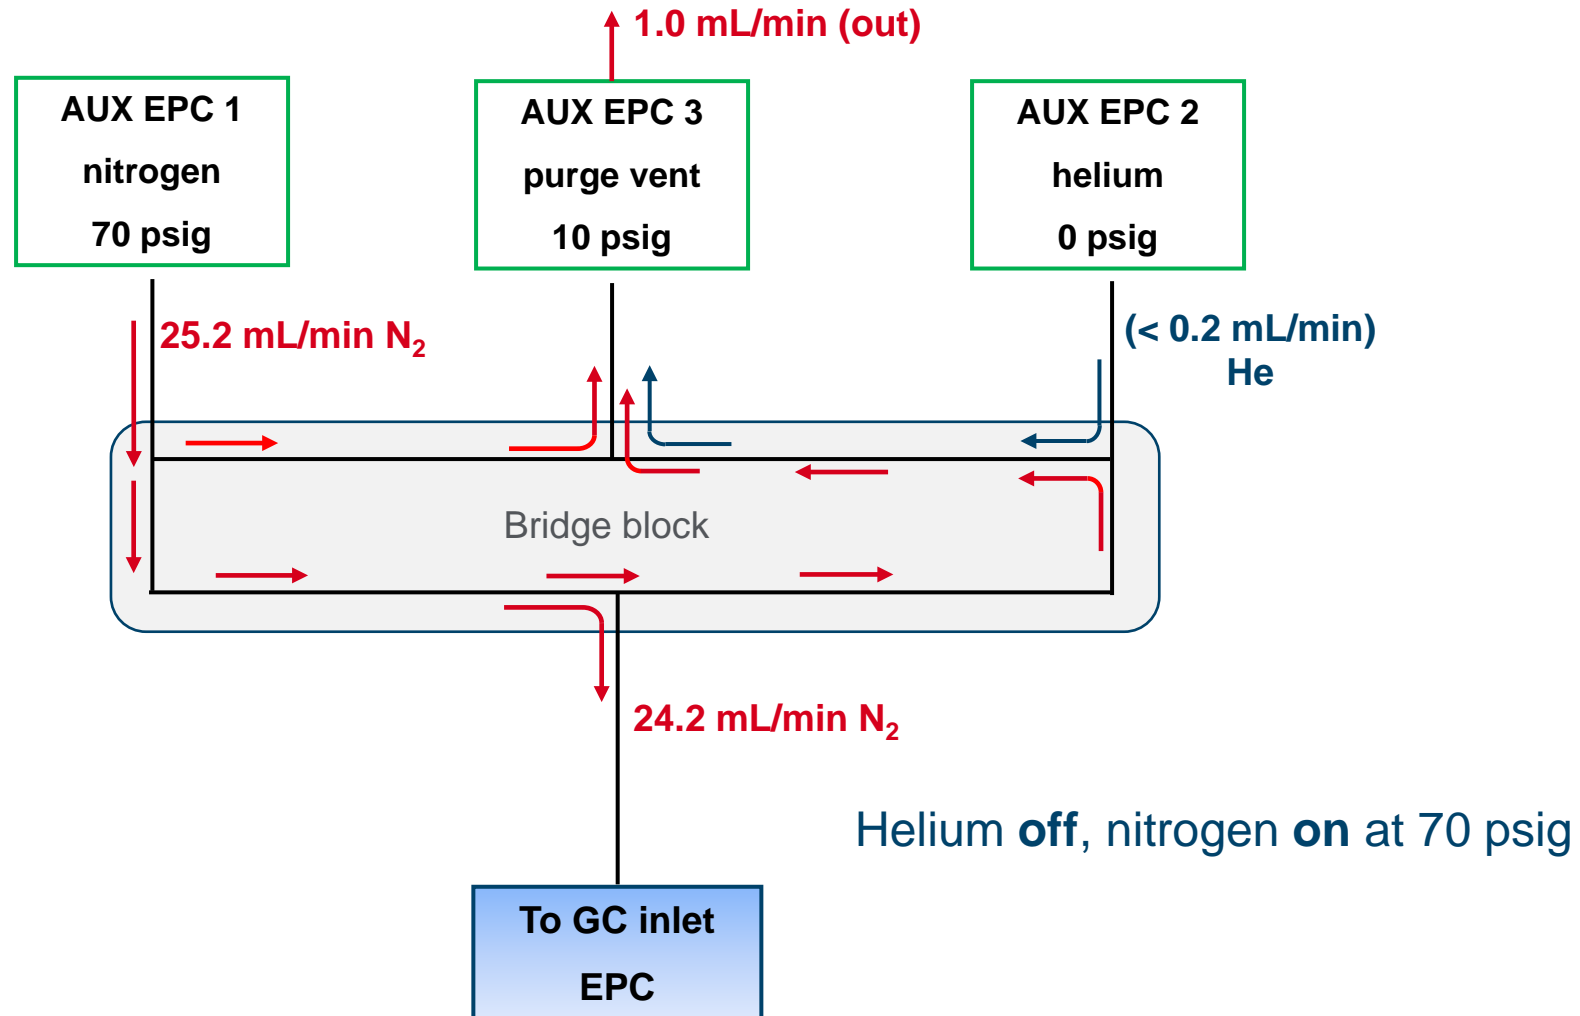 1.0 mL/min (out)
AUX EPC 1
nitrogen
70 psig
AUX EPC 3
purge vent
10 psig
AUX EPC 2
helium
0 psig
25.2 mL/min N₂
(< 0.2 mL/min)
He
Bridge block
24.2 mL/min N₂
Helium off, nitrogen on at 70 psig
To GC inlet
EPC